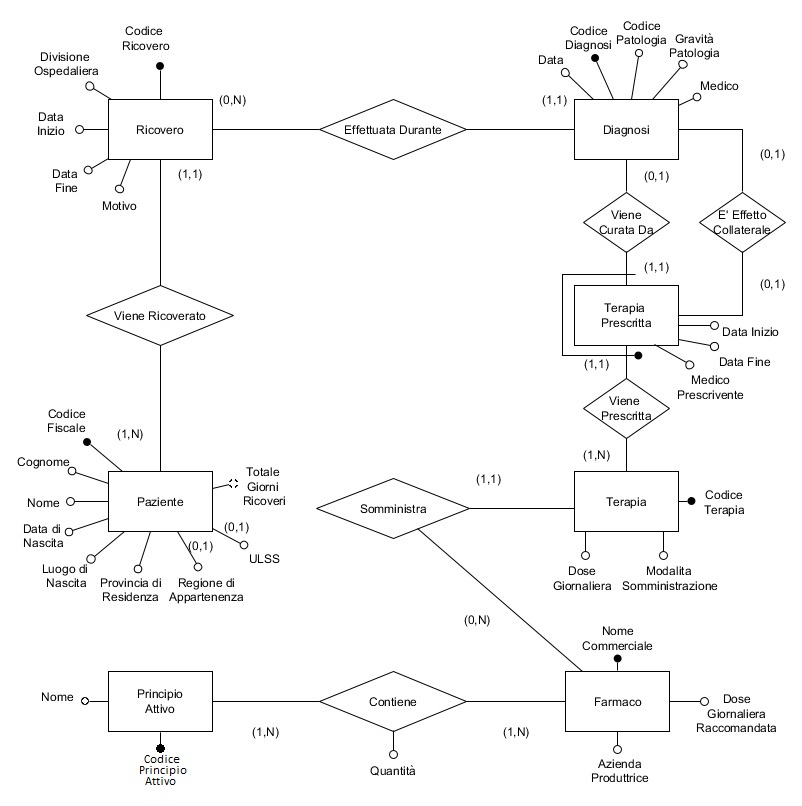 Codice
Ricovero
Divisione
Ospedaliera
Data
Inizio
Data
Fine
Motivo
Ricovero
(0,N)
(1,1)
Effettuata Durante
(1,1)
Data
Codice
Diagnosi
Codice
Patologia
Gravità
Patologia
Medico
Diagnosi
(0,1)
(0,1)
Viene
Curata Da
E' Effetto
Collaterale
(1,1)
(0,1)
Terapia
Prescritta
Data Inizio
Data Fine
Medico
Prescrivente
(1,1)
Viene
Prescritta
(1,N)
Viene Ricoverato
(1,N)
Codice
Fiscale
Cognome
Nome
Data di
Nascita
Luogo di
Nascita
Provincia di
Residenza
(0,1)
Regione di
Appartenenza
(0,1)
ULSS
Totale
Giorni
Ricoveri
Paziente
Somministra
(1,1)
Terapia
Codice
Terapia
Dose
Giornaliera
Modalita
Somministrazione
(0,N)
Nome
Commerciale
Farmaco
Dose
Giornaliera
Raccomandata
Azienda
Produttrice
(1,N)
Contiene
Quantità
(1,N)
Principio
Attivo
Nome
Codice
Principio
Attivo